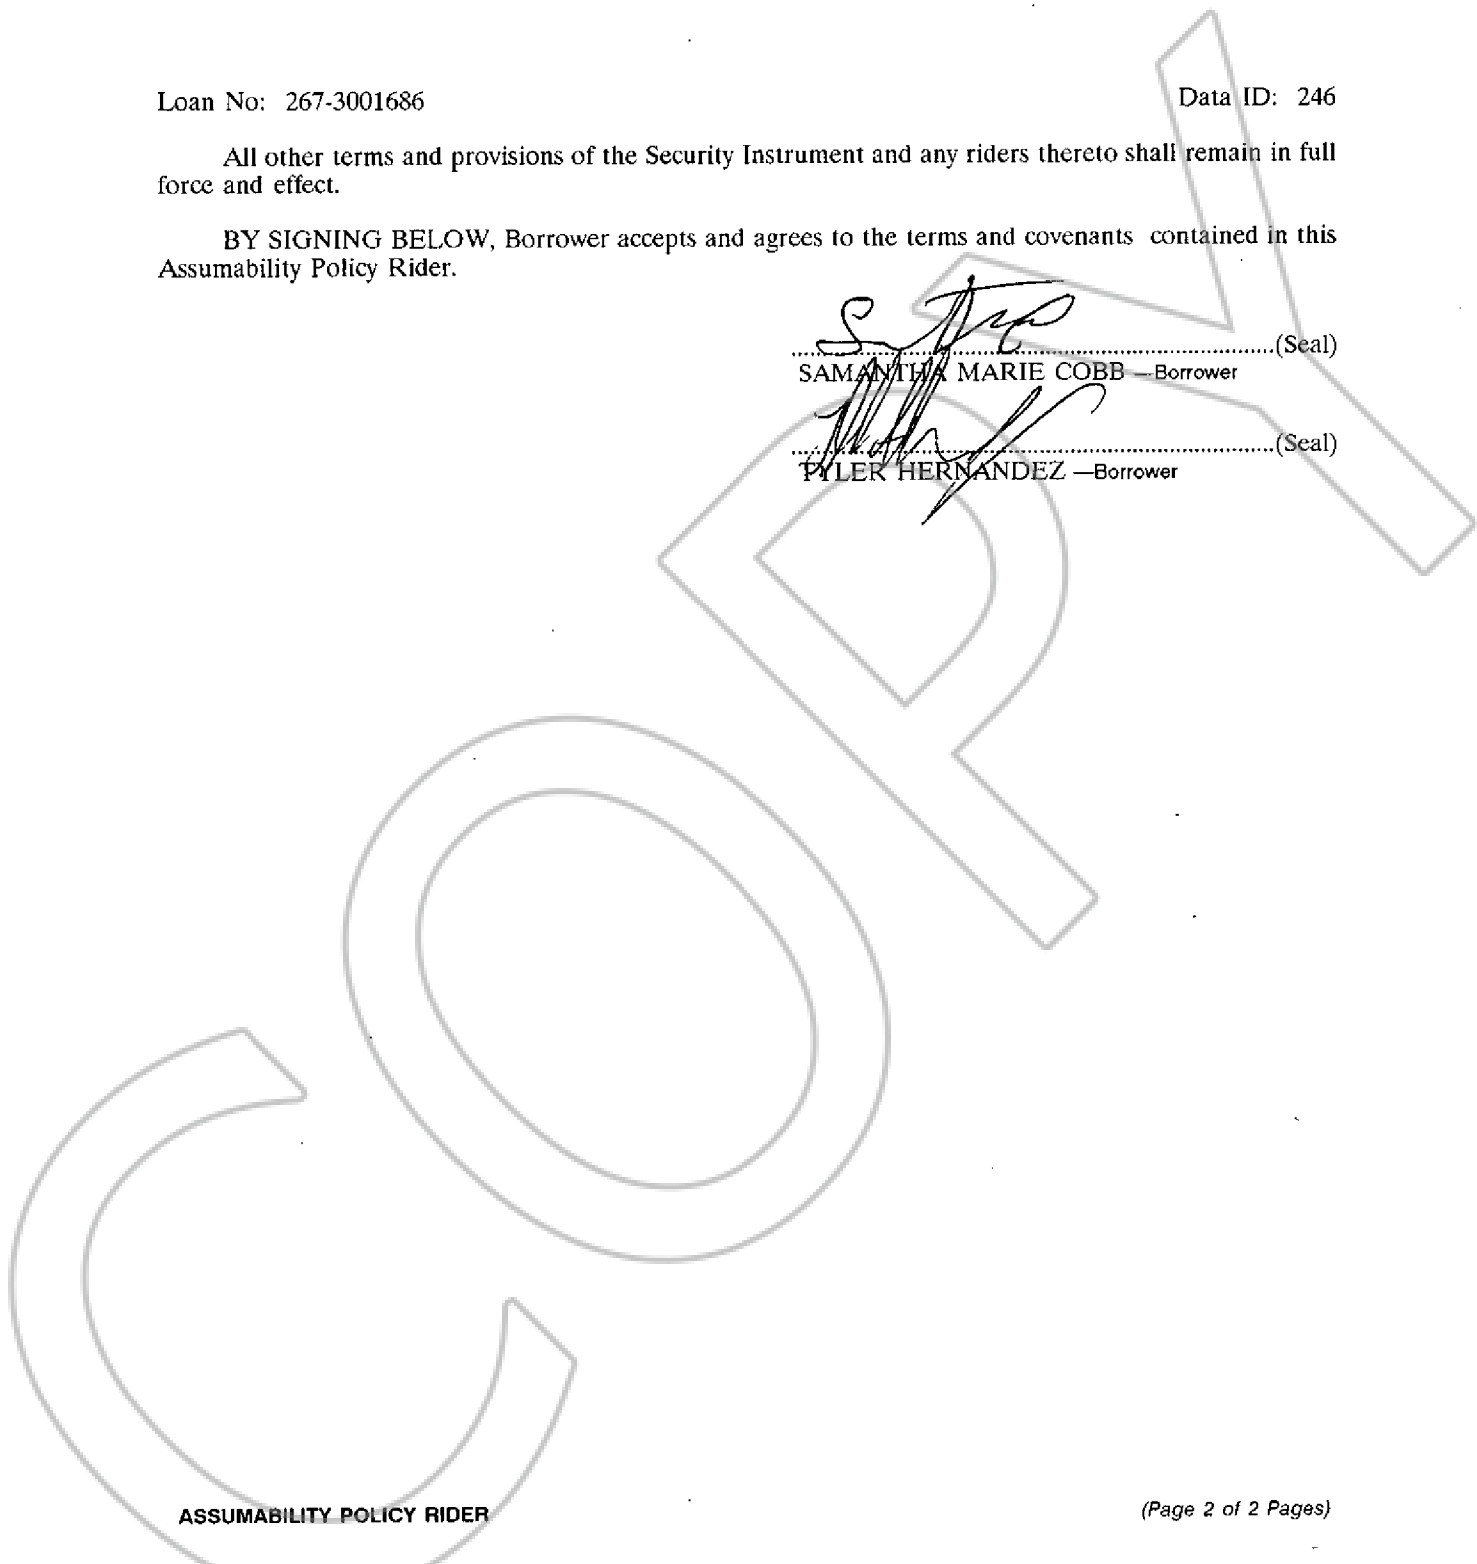 Loan No: 267-3001686 Data ID: 246
All other terms and provisions of the Security Instrument and any riders thereto shall remain in full
force and effect.
BY SIGNING BELOW, Borrower accepts and agrees to the terms and covenants contained in this
Assumability Policy Rider.
(Seal)
SAMANTHA MARIE COBB —Borrower
(Seal)
TYLER HERNANDEZ —Borrower
COPY
ASSUMABILITY POLICY RIDER (Page 2 of 2 Pages)